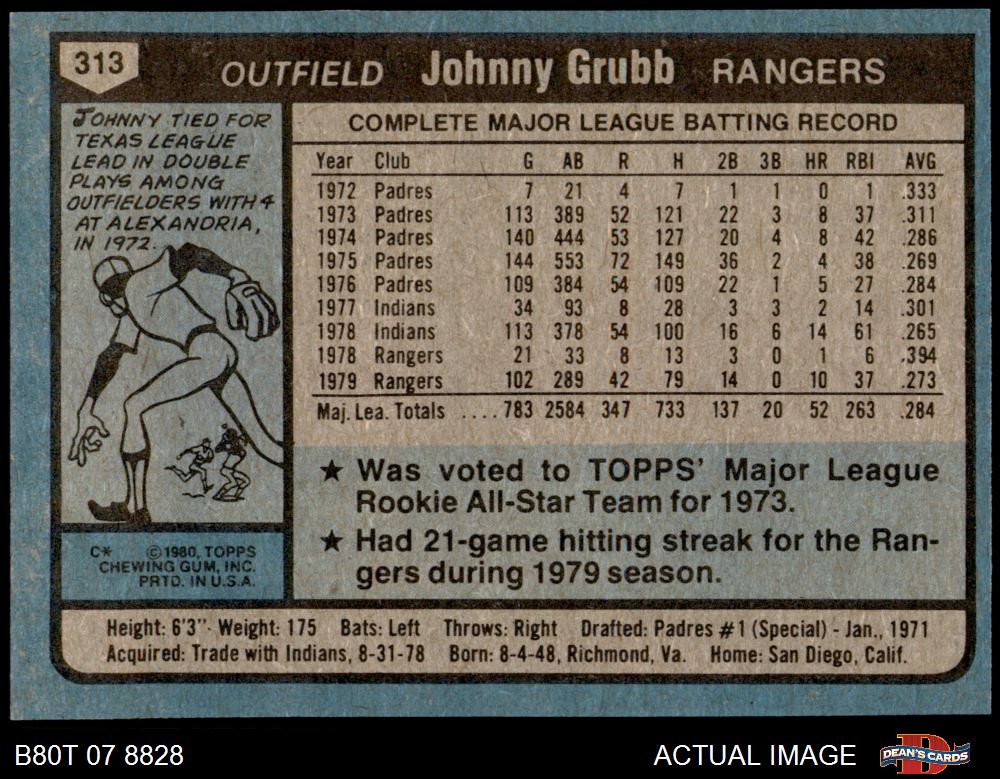 313
OUTFIELD Johnny Grubb RANGERS
JOHNNY TIED FOR
TEXAS LEAGUE
LEAD IN DOUBLE
PLAYS AMONG
OUTFIELDERS WITH 4
AT ALEXANDRIA,
IN 1972.
COMPLETE MAJOR LEAGUE BATTING RECORD
Year Club G AB R H 2B 3B HR RBI AVG
1972 Padres 7 21 4 7 1 1 0 1 .333
1973 Padres 113 389 52 121 22 3 8 37 .311
1974 Padres 140 444 53 127 20 4 8 42 .286
1975 Padres 144 553 72 149 36 2 4 38 .269
1976 Padres 109 384 54 109 22 1 5 27 .284
1977 Indians 34 93 8 28 3 3 2 14 .301
1978 Indians 113 378 54 100 16 6 14 61 .265
1978 Rangers 21 33 8 13 3 0 1 6 .394
1979 Rangers 102 289 42 79 14 0 10 37 .273
Maj. Lea. Totals ....783 2584 347 733 137 20 52 263 .284
★ Was voted to TOPPS' Major League
Rookie All-Star Team for 1973.
★ Had 21-game hitting streak for the Ran-
gers during 1979 season.
C* ©1980, TOPPS
CHEWING GUM, INC.
PRTD. IN U.S.A.
Height: 6'3" Weight: 175 Bats: Left Throws: Right Drafted: Padres #1 (Special) - Jan., 1971
Acquired: Trade with Indians, 8-31-78 Born: 8-4-48, Richmond, Va. Home: San Diego, Calif.
B80T 07 8828 ACTUAL IMAGE DEAN'S CARDS